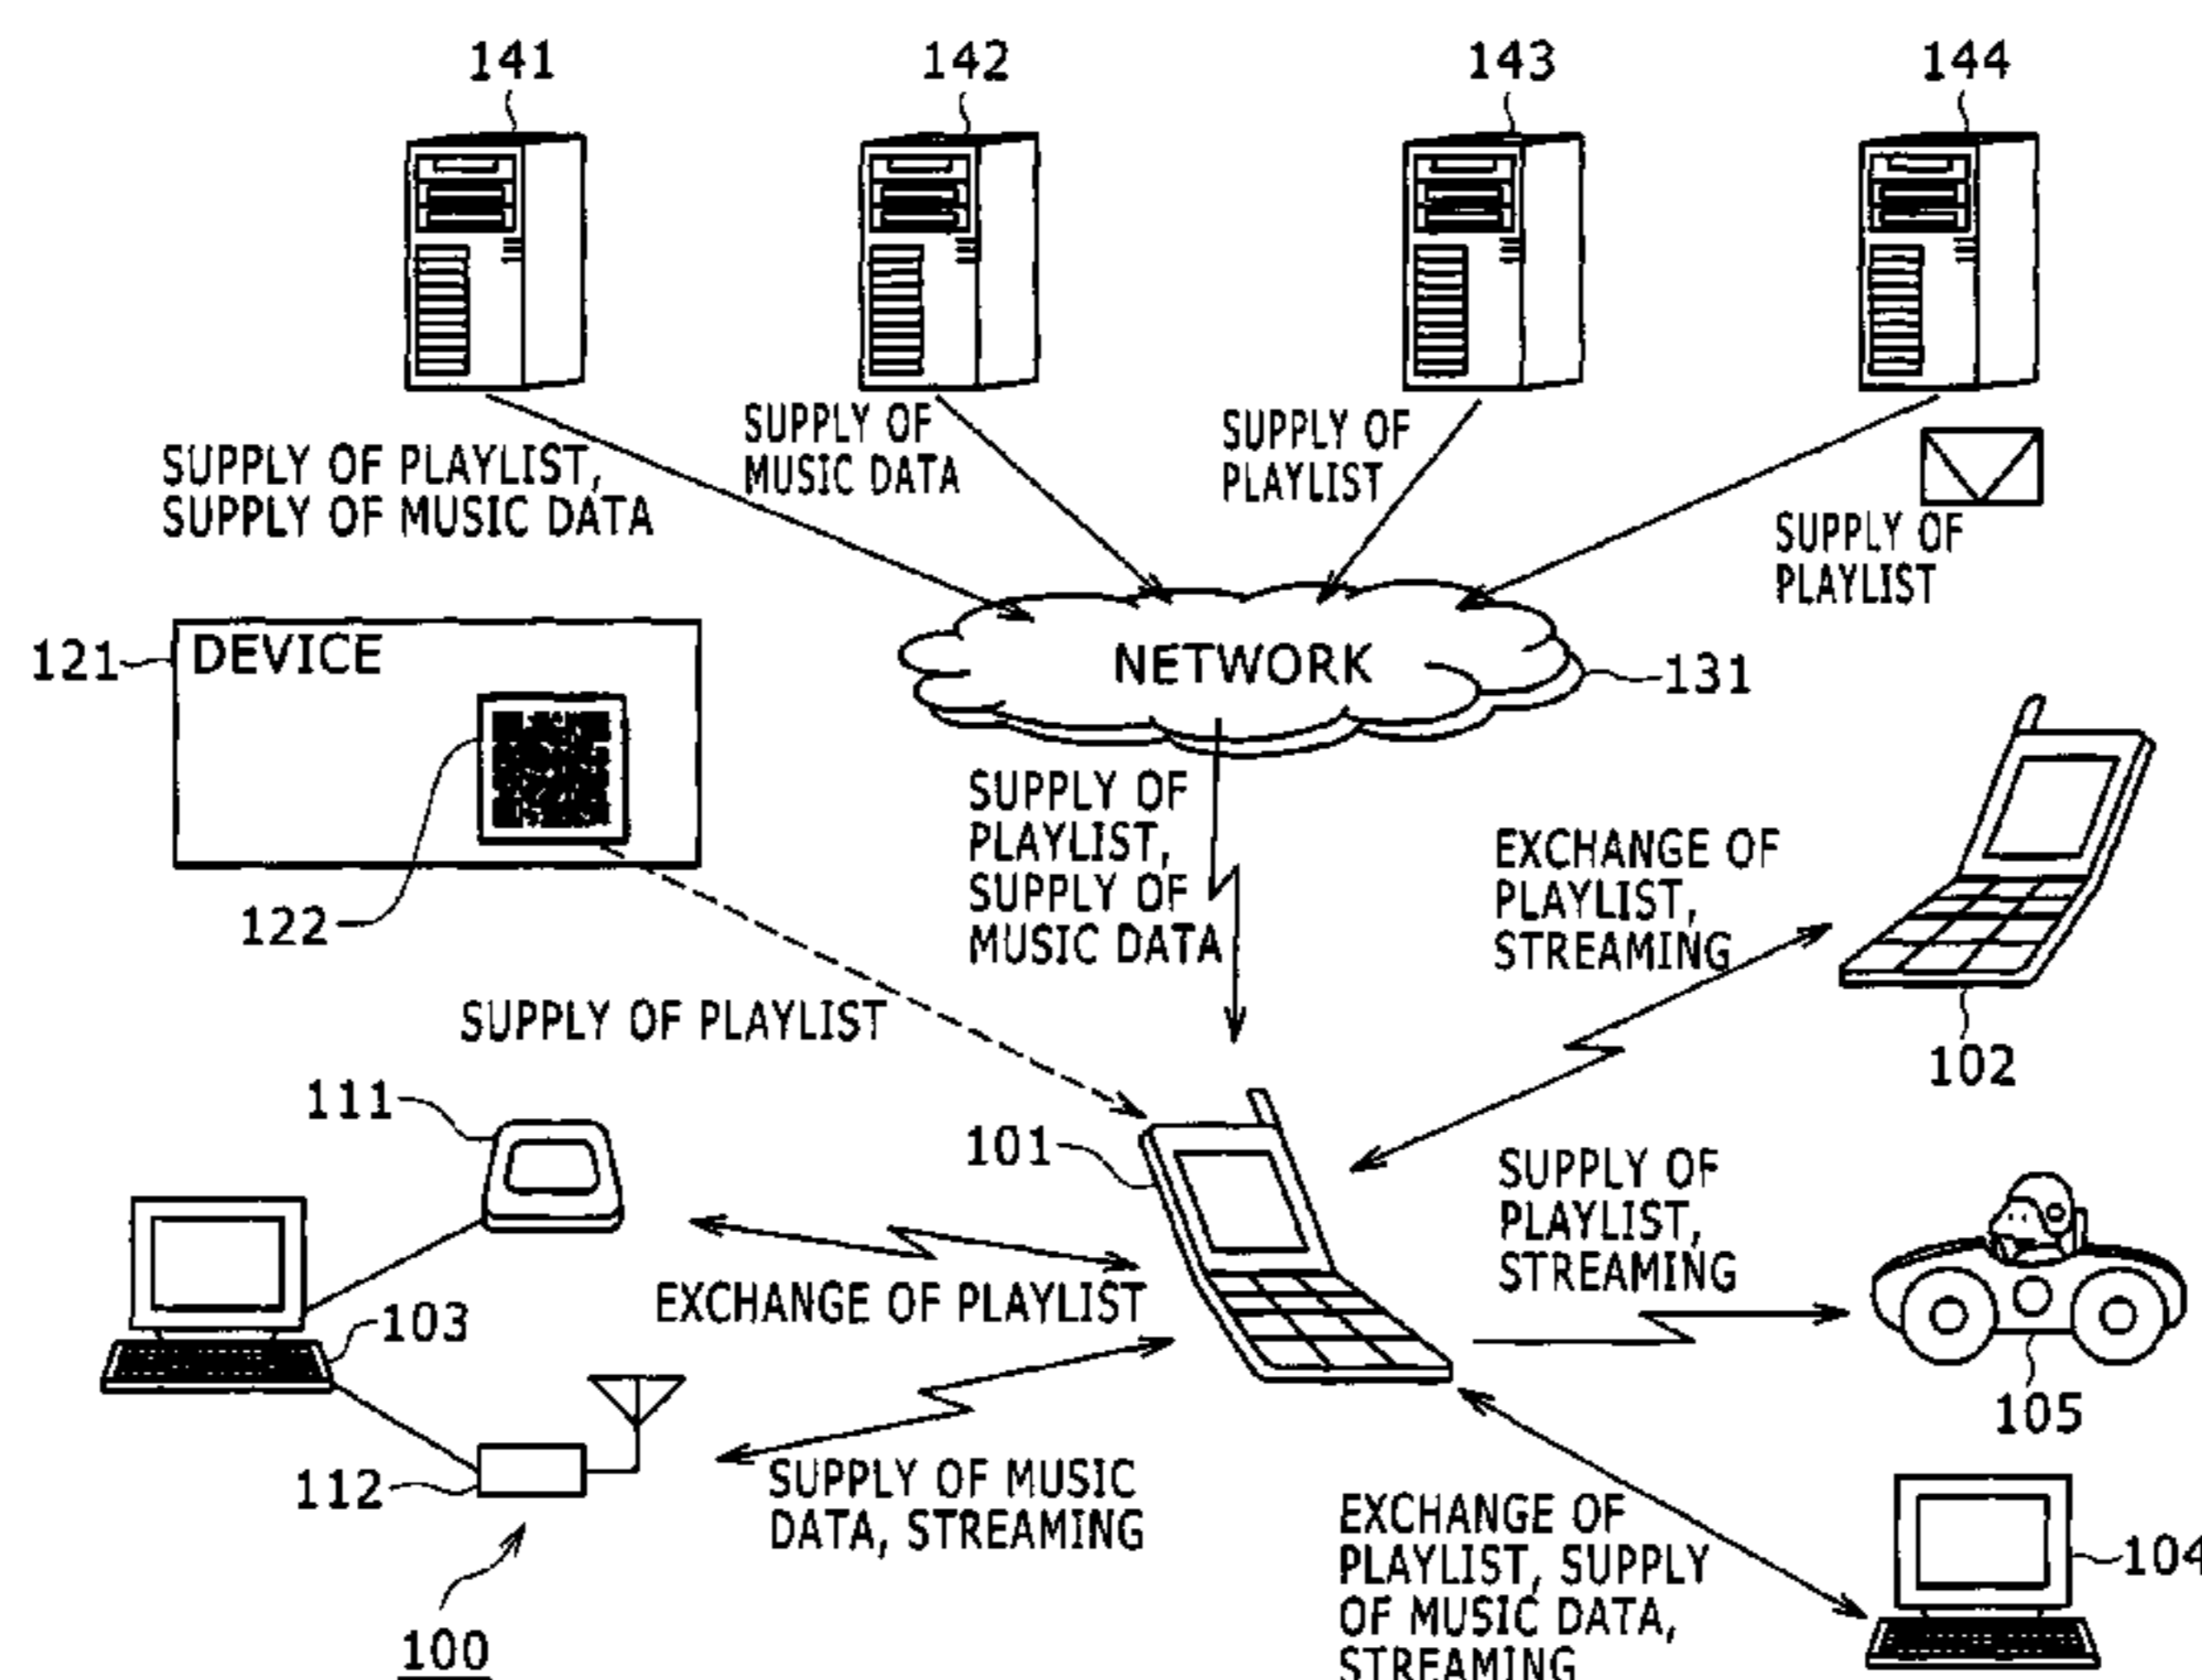 141
142
143
144
SUPPLY OF PLAYLIST,
SUPPLY OF MUSIC DATA
SUPPLY OF
MUSIC DATA
SUPPLY OF
PLAYLIST
SUPPLY OF
PLAYLIST
121
DEVICE
122
NETWORK
131
SUPPLY OF
PLAYLIST,
SUPPLY OF
MUSIC DATA
EXCHANGE OF
PLAYLIST,
STREAMING
102
SUPPLY OF PLAYLIST
111
101
SUPPLY OF
PLAYLIST,
STREAMING
103
EXCHANGE OF PLAYLIST
105
112
SUPPLY OF MUSIC
DATA, STREAMING
100
EXCHANGE OF
PLAYLIST, SUPPLY
OF MUSIC DATA,
STREAMING
104